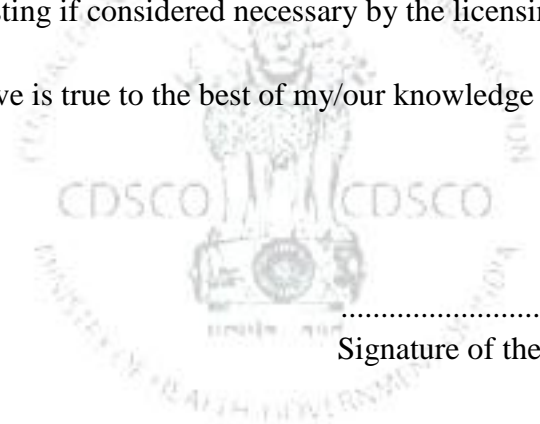 sting if considered necessary by the licensin
ve is true to the best of my/our knowledge
CDSCO CDSCO
.........................
Signature of the